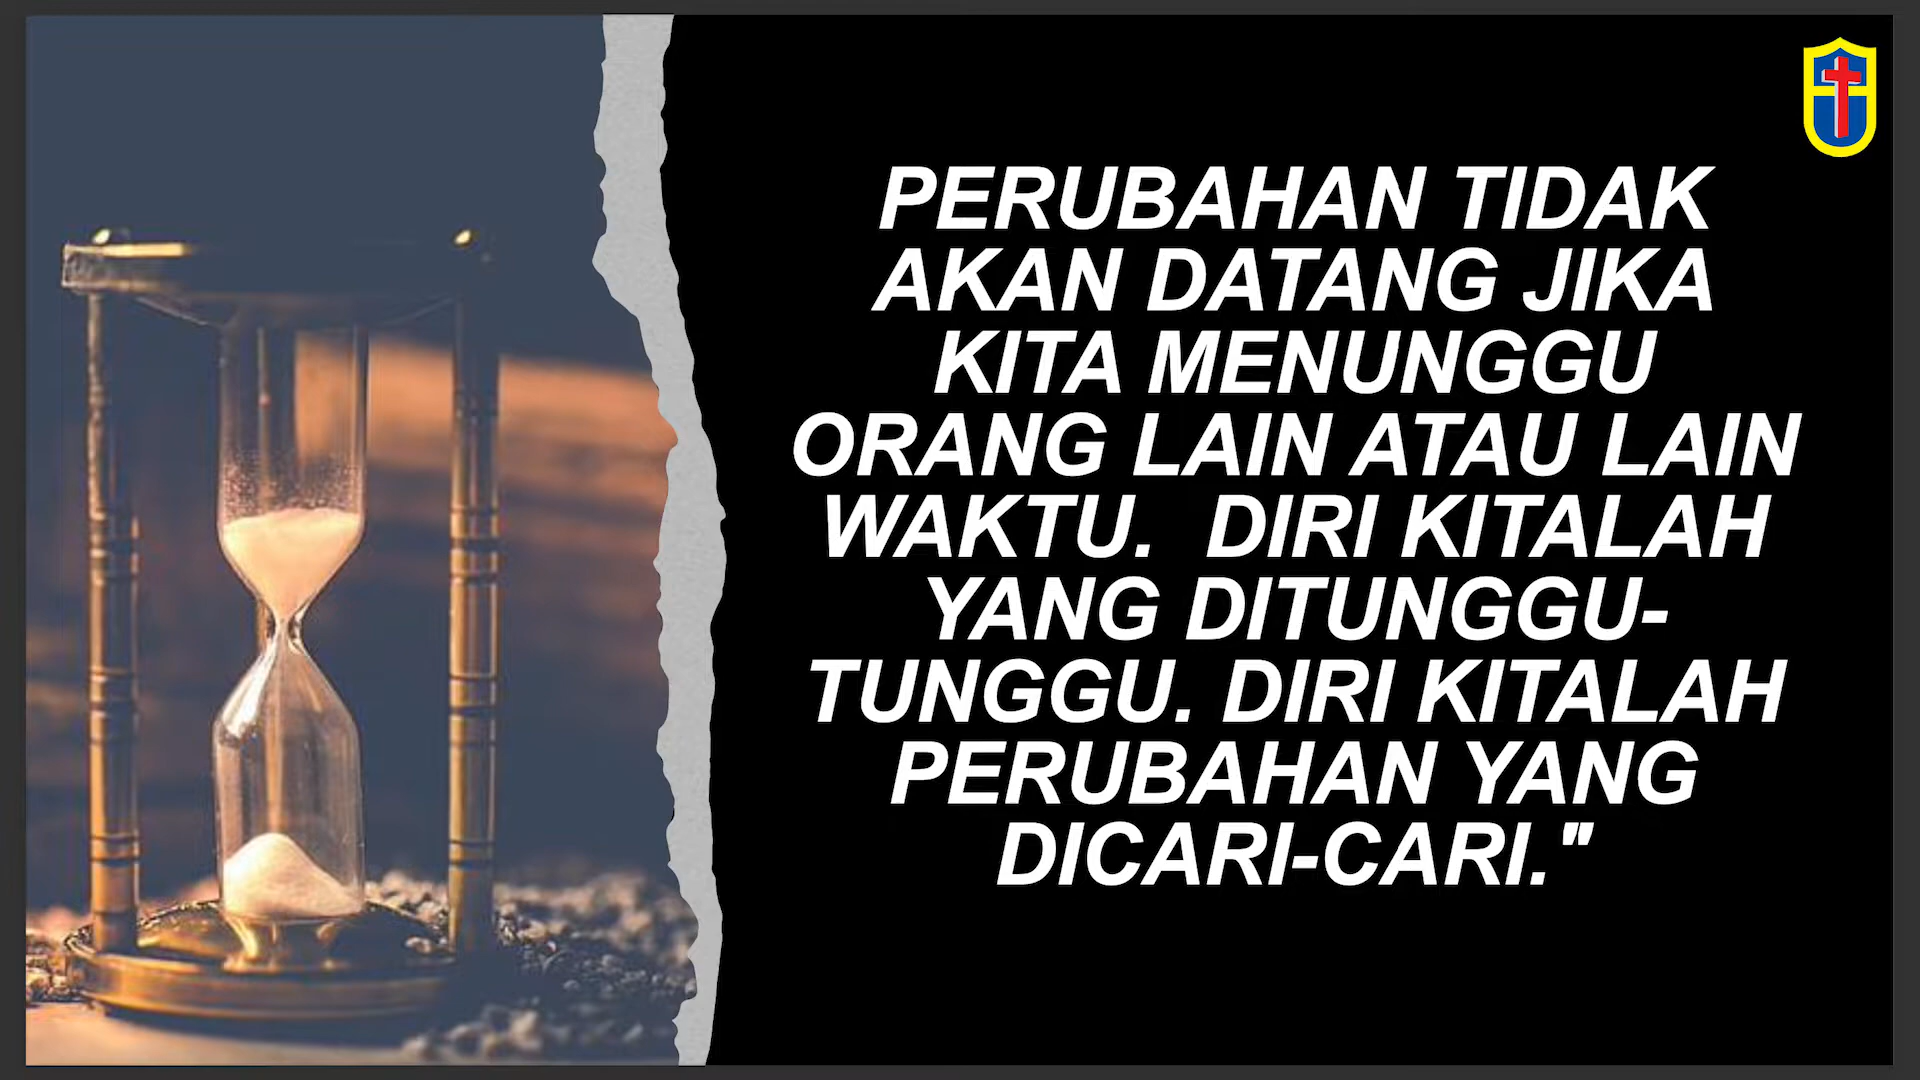 PERUBAHAN TIDAK
AKAN DATANG JIKA
KITA MENUNGGU
ORANG LAIN ATAU LAIN
WAKTU.  DIRI KITALAH
YANG DITUNGGU-
TUNGGU. DIRI KITALAH
PERUBAHAN YANG
DICARI-CARI."